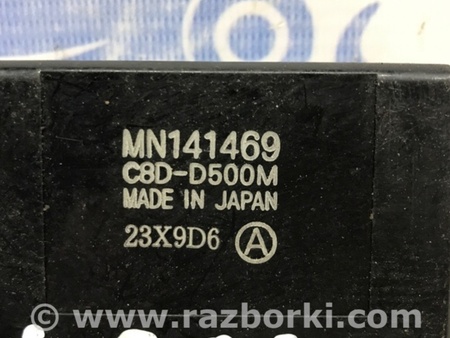 MN141469
C8D-D500M
MADE IN JAPAN
23X9D6 A
© www.razborki.com